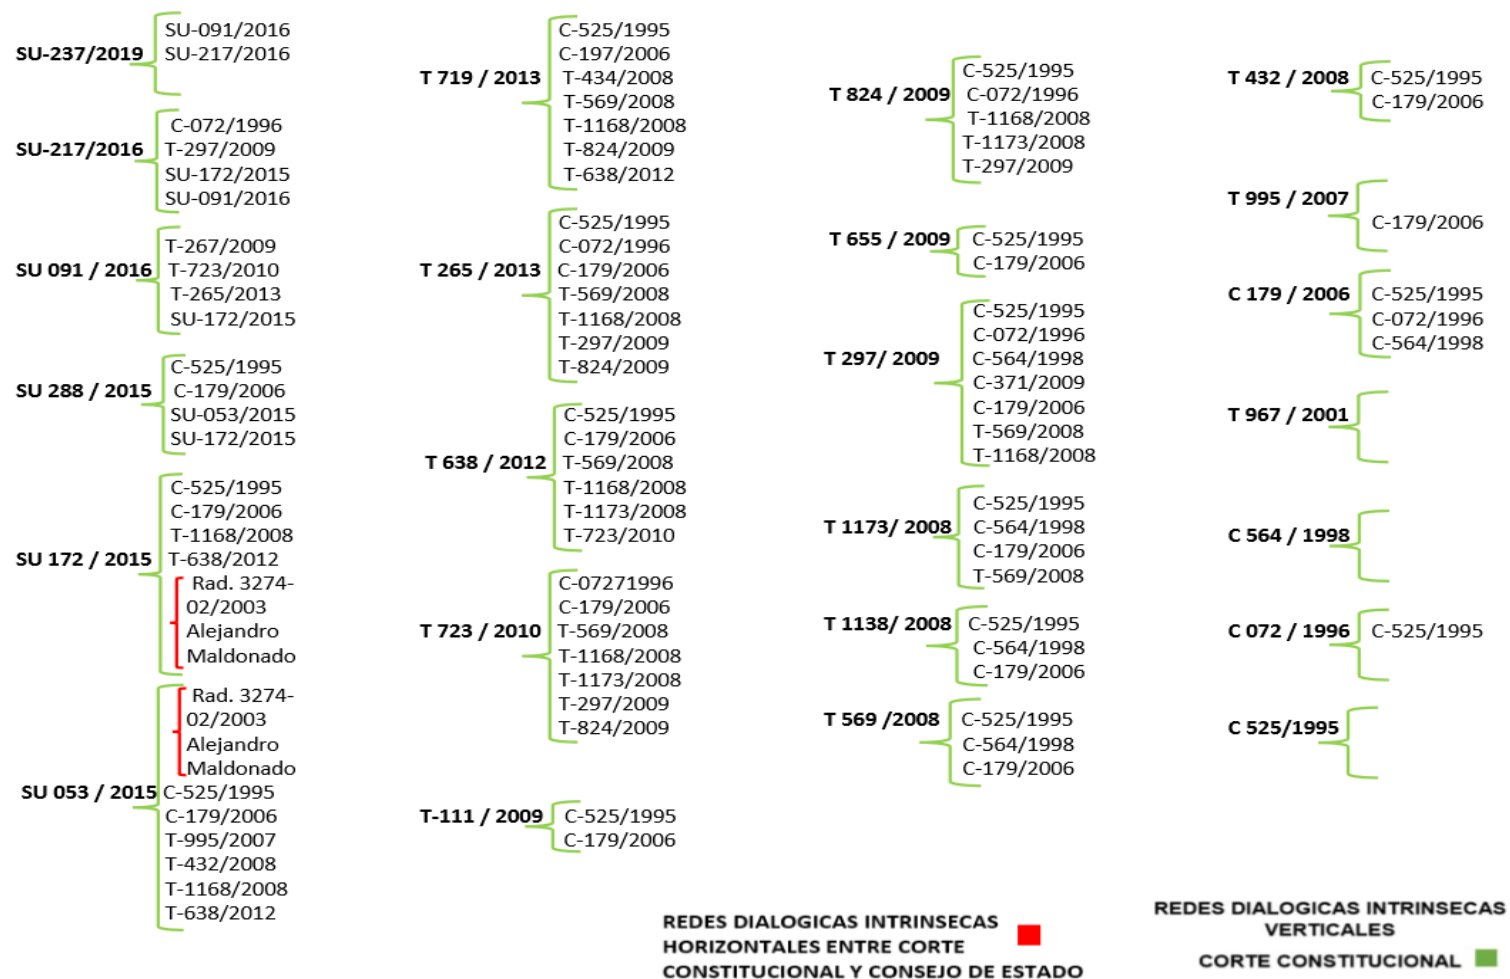 SU-237/2019
SU-091/2016
SU-217/2016
SU-217/2016
C-072/1996
T-297/2009
SU-172/2015
SU-091/2016
SU 091 / 2016
T-267/2009
T-723/2010
T-265/2013
SU-172/2015
SU 288 / 2015
C-525/1995
C-179/2006
SU-053/2015
SU-172/2015
SU 172 / 2015
C-525/1995
C-179/2006
T-1168/2008
T-638/2012
Rad. 3274-
02/2003
Alejandro
Maldonado
SU 053 / 2015
Rad. 3274-
02/2003
Alejandro
Maldonado
C-525/1995
C-179/2006
T-995/2007
T-432/2008
T-1168/2008
T-638/2012
T 719 / 2013
C-525/1995
C-197/2006
T-434/2008
T-569/2008
T-1168/2008
T-824/2009
T-638/2012
T 265 / 2013
C-525/1995
C-072/1996
C-179/2006
T-569/2008
T-1168/2008
T-297/2009
T-824/2009
T 638 / 2012
C-525/1995
C-179/2006
T-569/2008
T-1168/2008
T-1173/2008
T-723/2010
T 723 / 2010
C-07271996
C-179/2006
T-569/2008
T-1168/2008
T-1173/2008
T-297/2009
T-824/2009
T-111 / 2009
C-525/1995
C-179/2006
T 824 / 2009
C-525/1995
C-072/1996
T-1168/2008
T-1173/2008
T-297/2009
T 655 / 2009
C-525/1995
C-179/2006
T 297/ 2009
C-525/1995
C-072/1996
C-564/1998
C-371/2009
C-179/2006
T-569/2008
T-1168/2008
T 1173/ 2008
C-525/1995
C-564/1998
C-179/2006
T-569/2008
T 1138/ 2008
C-525/1995
C-564/1998
C-179/2006
T 569 /2008
C-525/1995
C-564/1998
C-179/2006
T 432 / 2008
C-525/1995
C-179/2006
T 995 / 2007
C-179/2006
C 179 / 2006
C-525/1995
C-072/1996
C-564/1998
T 967 / 2001
C 564 / 1998
C 072 / 1996
C-525/1995
C 525/1995
REDES DIALOGICAS INTRINSECAS
HORIZONTALES ENTRE CORTE
CONSTITUCIONAL Y CONSEJO DE ESTADO
REDES DIALOGICAS INTRINSECAS
VERTICALES
CORTE CONSTITUCIONAL